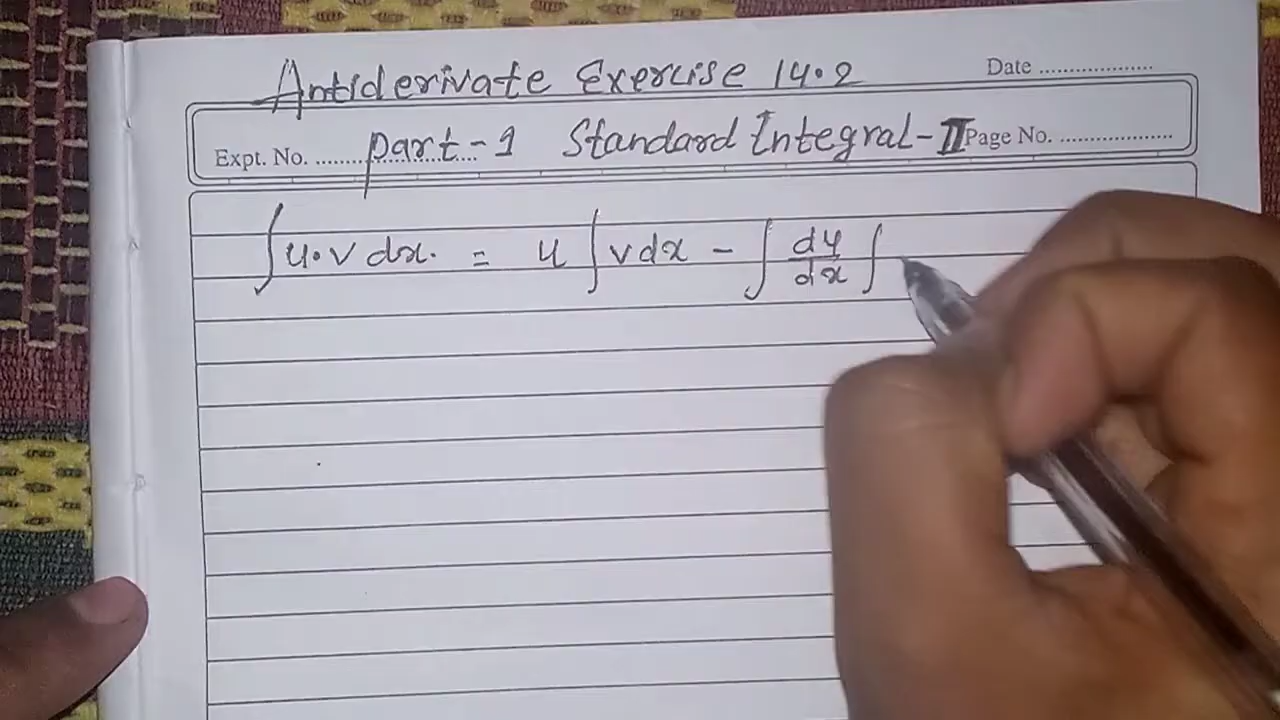 Antiderivate Exercise 14.2
Date ..................
Expt. No. .................. Part-1 Standard Integral-II Page No. ..................
∫u.v dx. = u ∫v dx - ∫ du/dx ∫